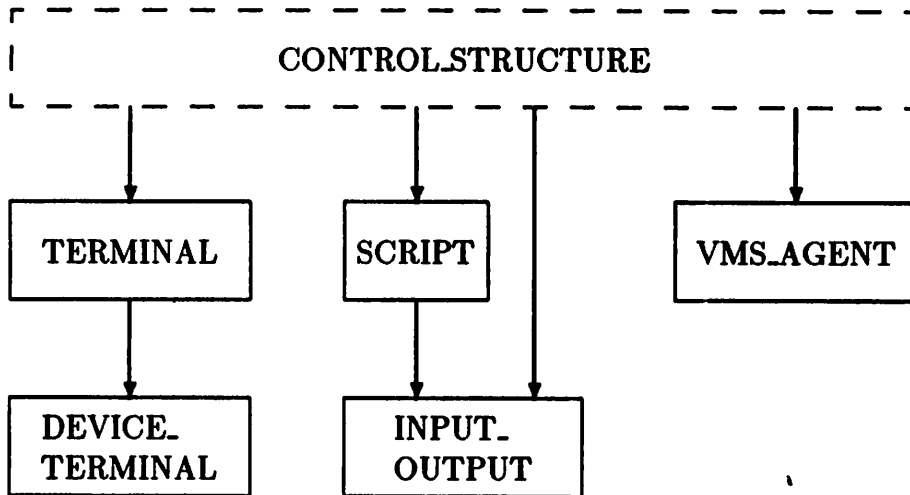 CONTROL_STRUCTURE
TERMINAL
SCRIPT
VMS_AGENT
DEVICE_
TERMINAL
INPUT_
OUTPUT